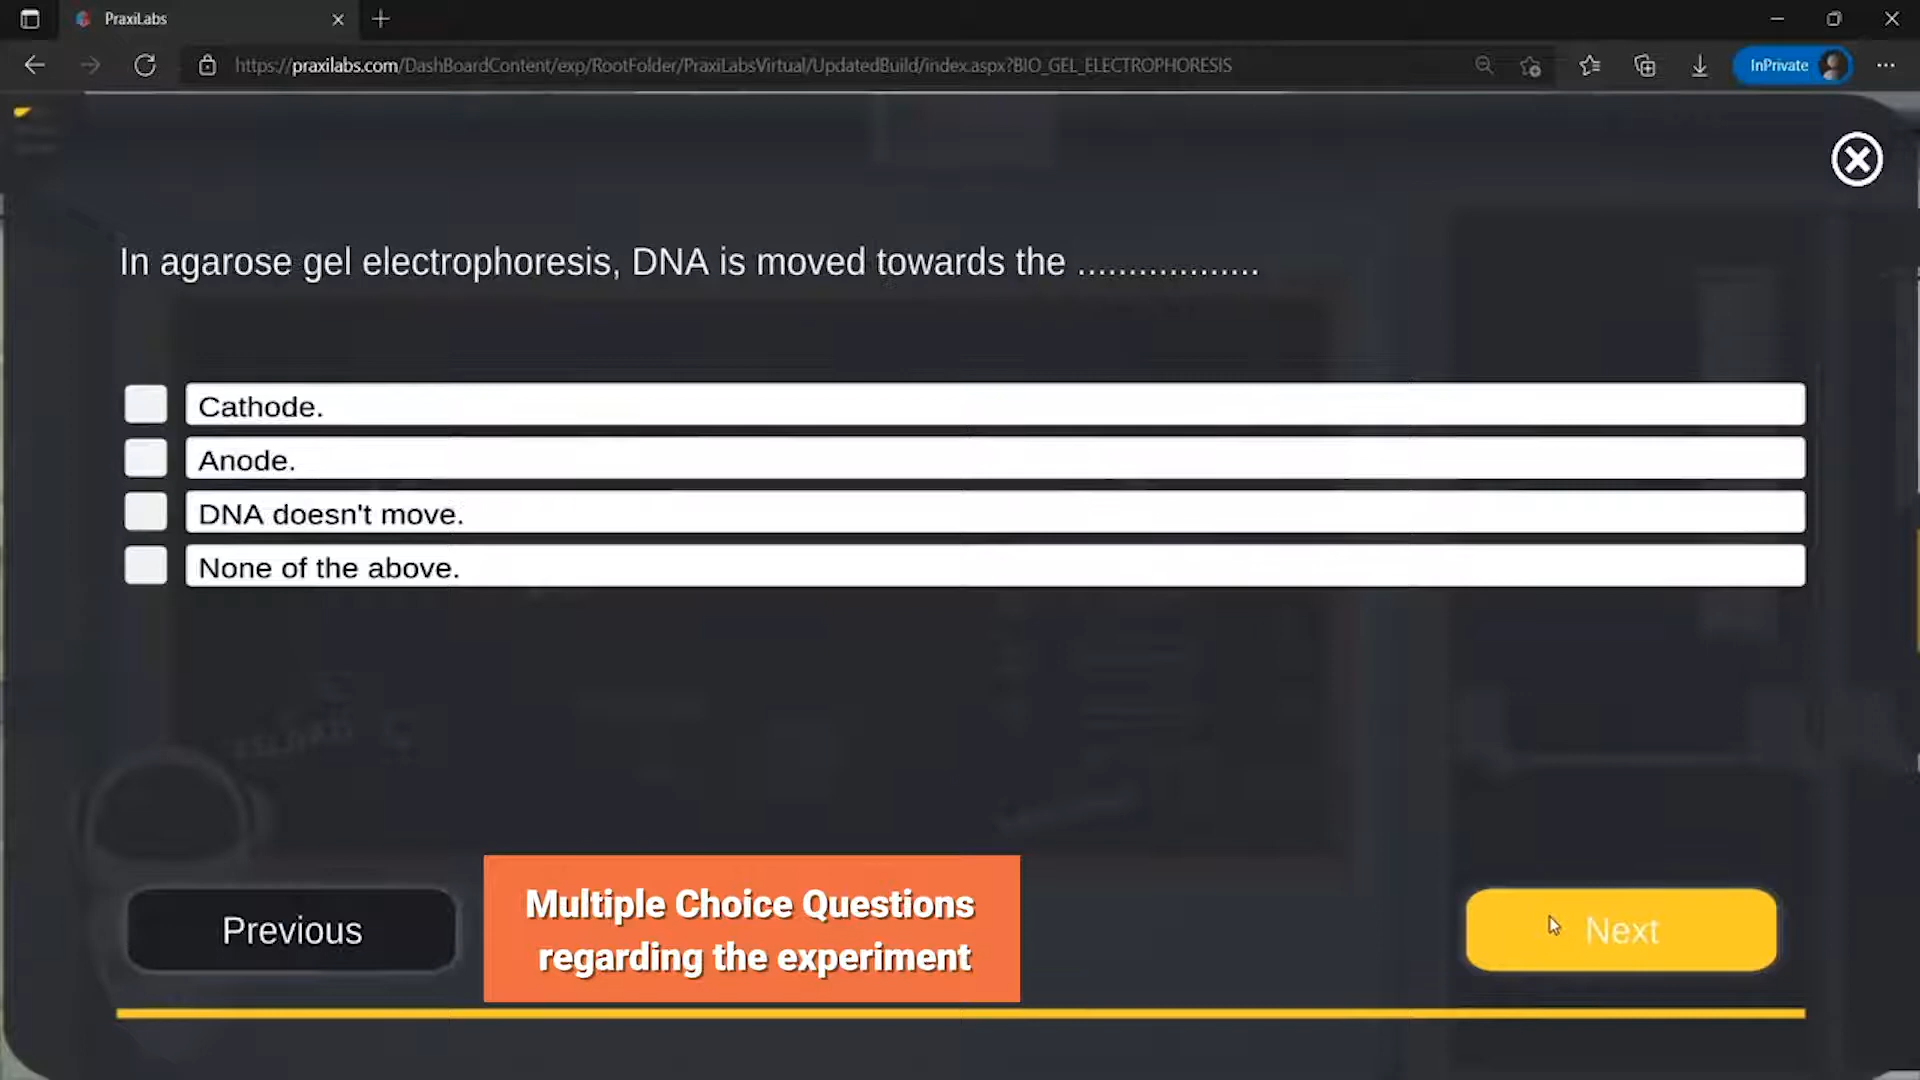 PraxiLabs
https://praxilabs.com/DashBoardContent/exp/RootFolder/PraxiLabsVirtual/UpdatedBuild/index.aspx?BIO_GEL_ELECTROPHORESIS
InPrivate
In agarose gel electrophoresis, DNA is moved towards the ..................
Cathode.
Anode.
DNA doesn't move.
None of the above.
Previous
Multiple Choice Questions
regarding the experiment
Next